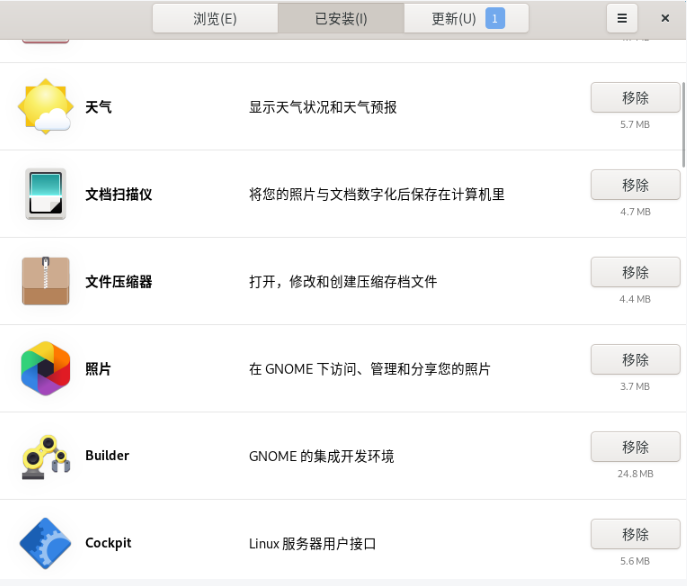 浏览(E)
已安装(I)
更新(U) 1
天气
显示天气状况和天气预报
移除
5.7 MB
文档扫描仪
将您的照片与文档数字化后保存在计算机里
移除
4.7 MB
文件压缩器
打开，修改和创建压缩存档文件
移除
4.4 MB
照片
在 GNOME 下访问、管理和分享您的照片
移除
3.7 MB
Builder
GNOME 的集成开发环境
移除
24.8 MB
Cockpit
Linux 服务器用户接口
移除
5.6 MB